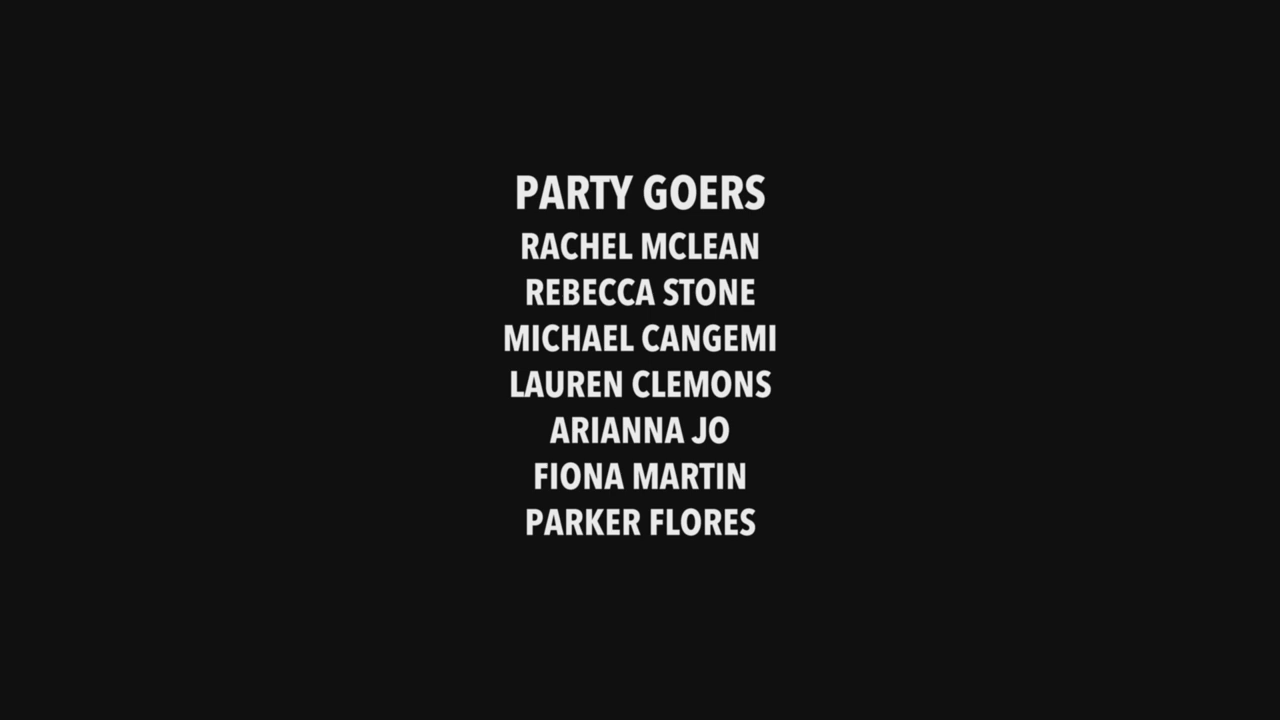 PARTY GOERS
RACHEL MCLEAN
REBECCA STONE
MICHAEL CANGEMI
LAUREN CLEMONS
ARIANNA JO
FIONA MARTIN
PARKER FLORES